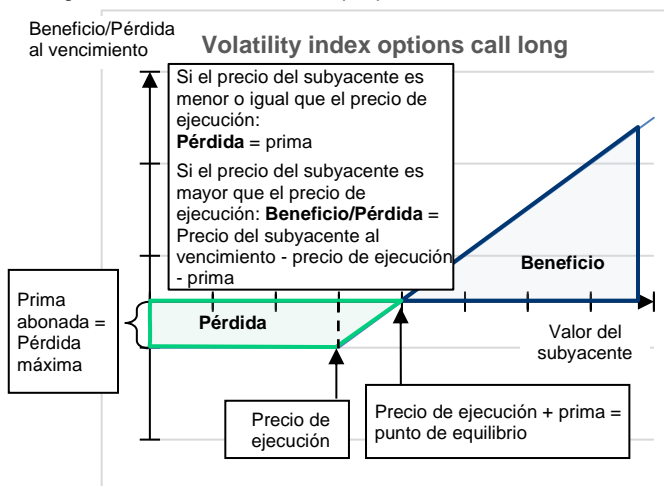 Beneficio/Pérdida
al vencimiento
Volatility index options call long
Si el precio del subyacente es
menor o igual que el precio de
ejecución:
Pérdida = prima
Si el precio del subyacente es
mayor que el precio de
ejecución: Beneficio/Pérdida =
Precio del subyacente al
vencimiento - precio de ejecución
- prima
Beneficio
Prima
abonada =
Pérdida
máxima
Pérdida
Valor del
subyacente
Precio de
ejecución
Precio de ejecución + prima =
punto de equilibrio